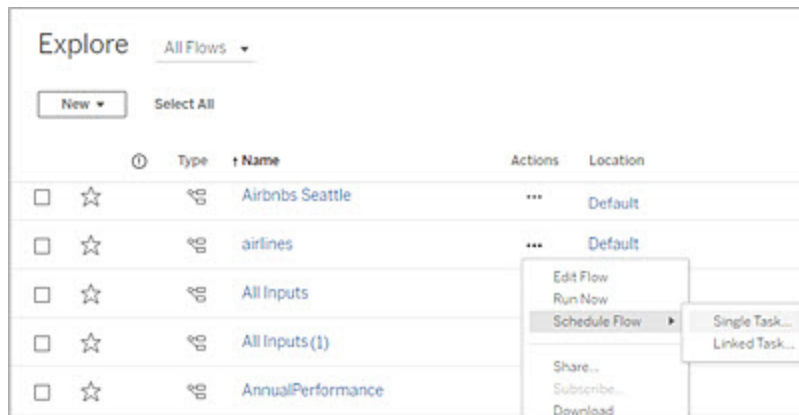 Explore All Flows
New Select All
Type ↑ Name Actions Location
Airbnbs Seattle ... Default
airlines ... Default
Edit Flow
All Inputs
Run Now
Schedule Flow Single Task...
All Inputs (1) Linked Task...
Share...
Subscribe...
AnnualPerformance
Download